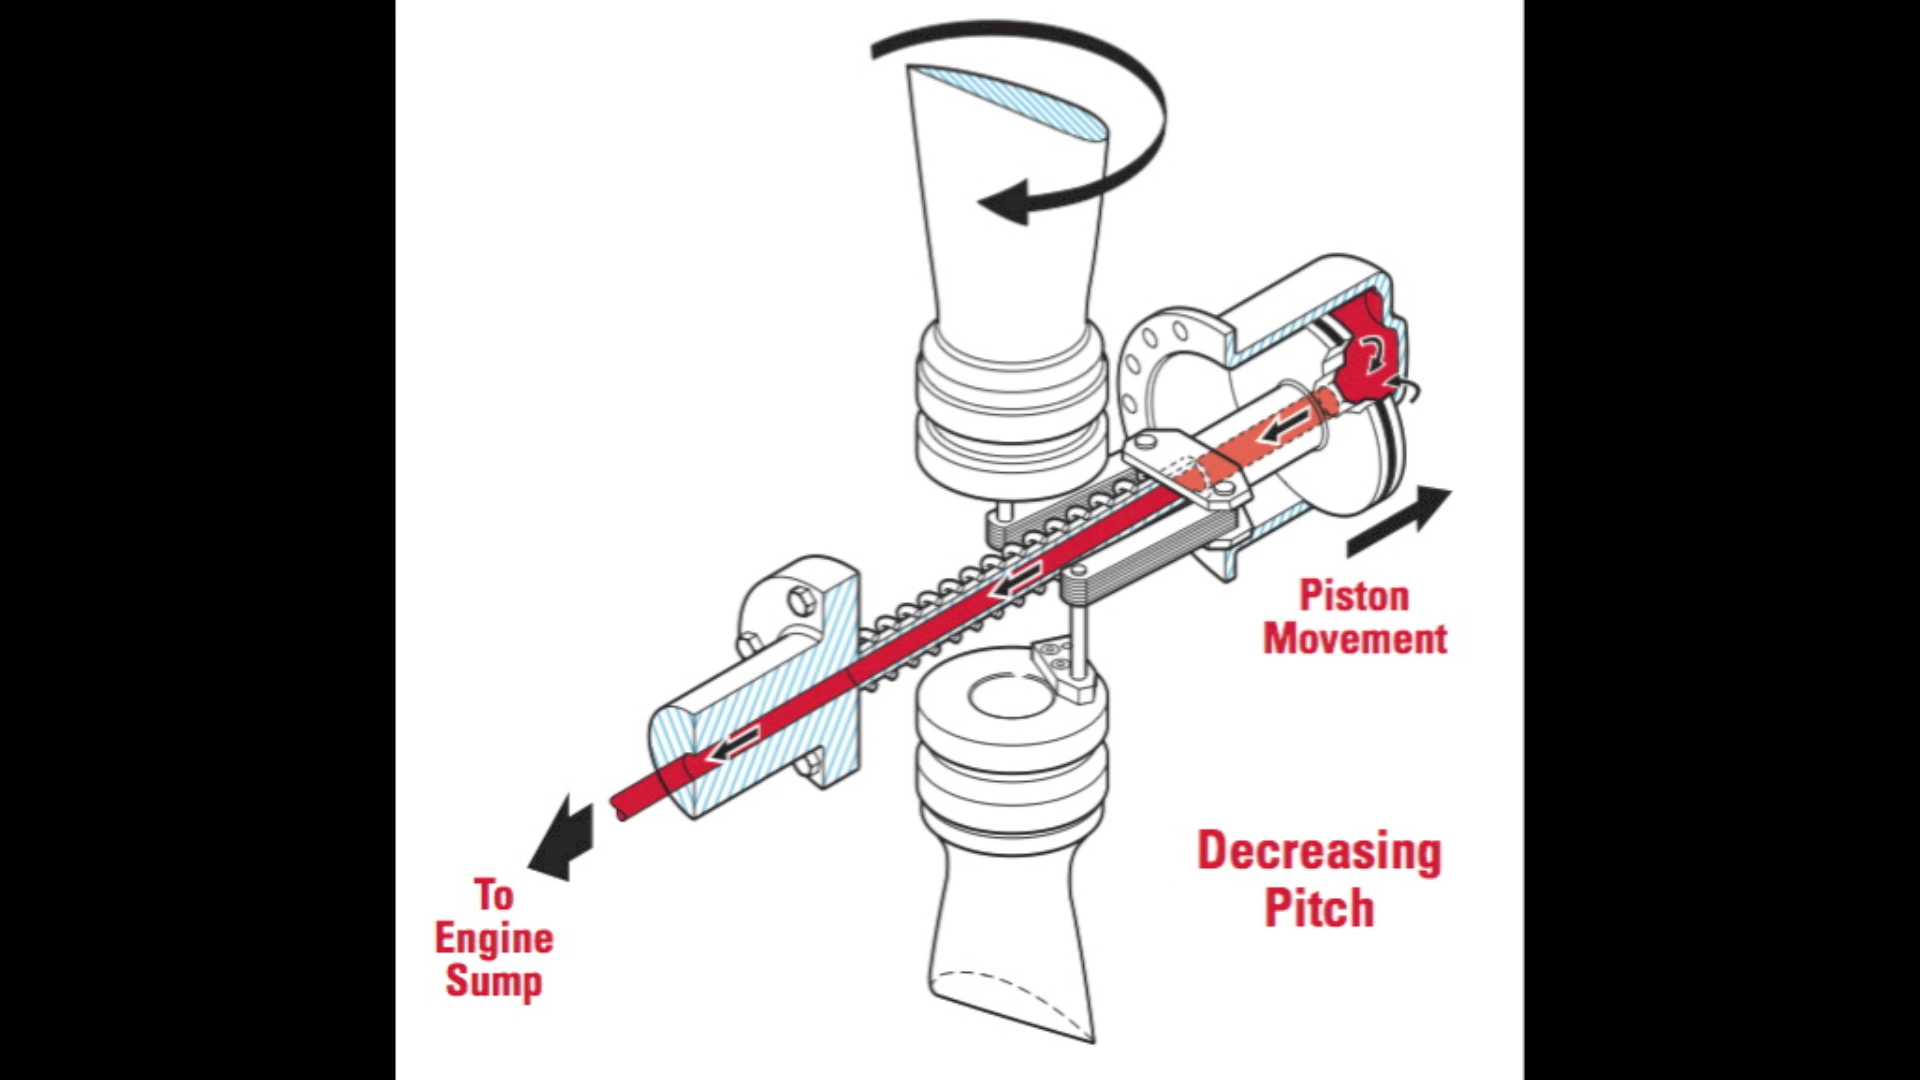 Piston
Movement
Decreasing
Pitch
To
Engine
Sump